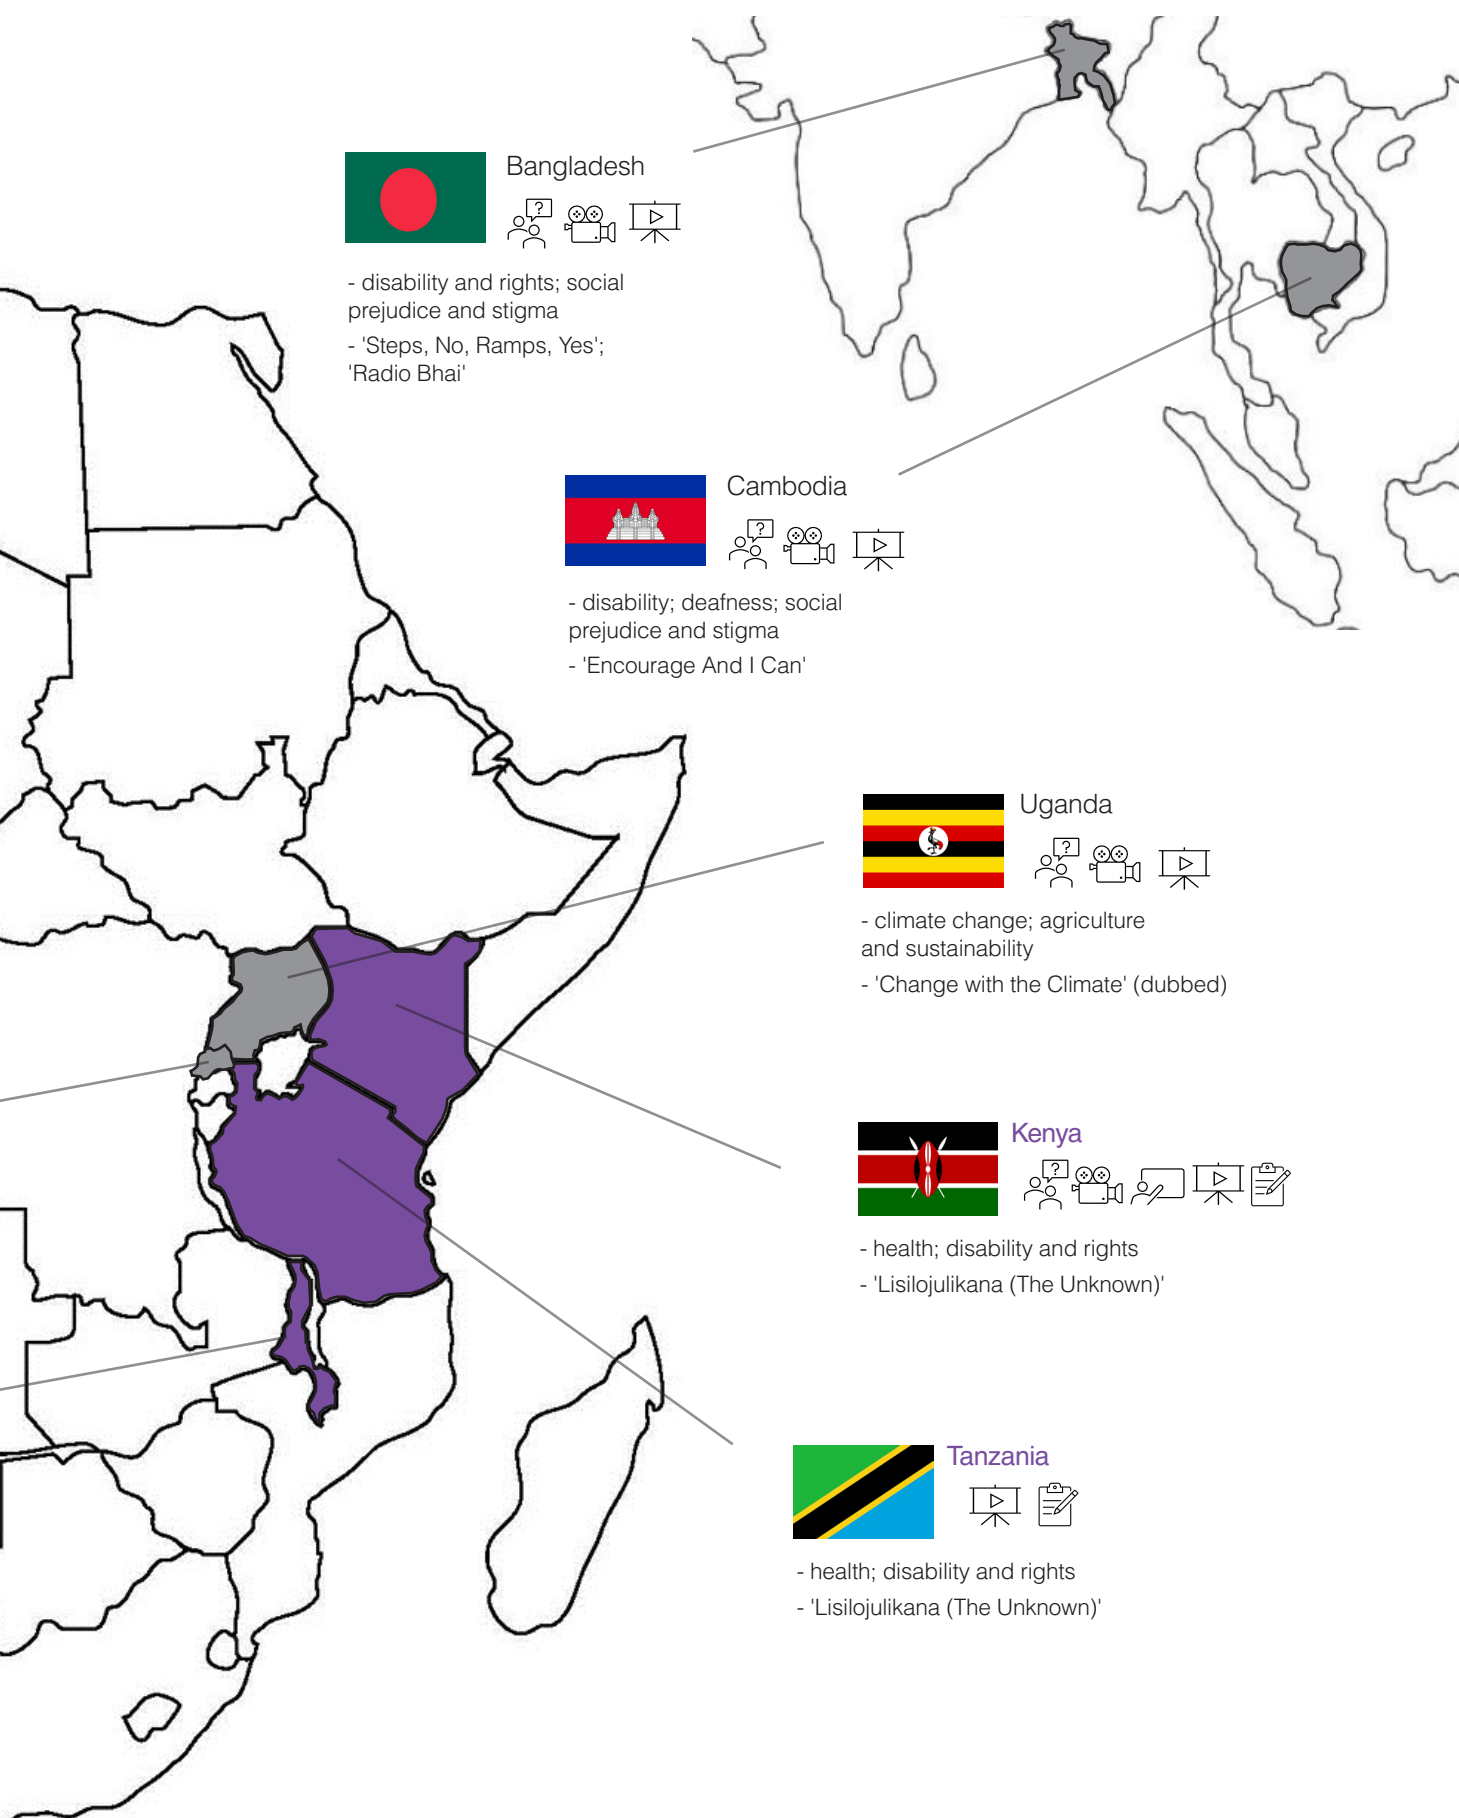 Bangladesh
?
- disability and rights; social
prejudice and stigma
- 'Steps, No, Ramps, Yes';
'Radio Bhai'
Cambodia
?
- disability; deafness; social
prejudice and stigma
- 'Encourage And I Can'
Uganda
?
- climate change; agriculture
and sustainability
- 'Change with the Climate' (dubbed)
Kenya
?
- health; disability and rights
- 'Lisilojulikana (The Unknown)'
Tanzania
- health; disability and rights
- 'Lisilojulikana (The Unknown)'